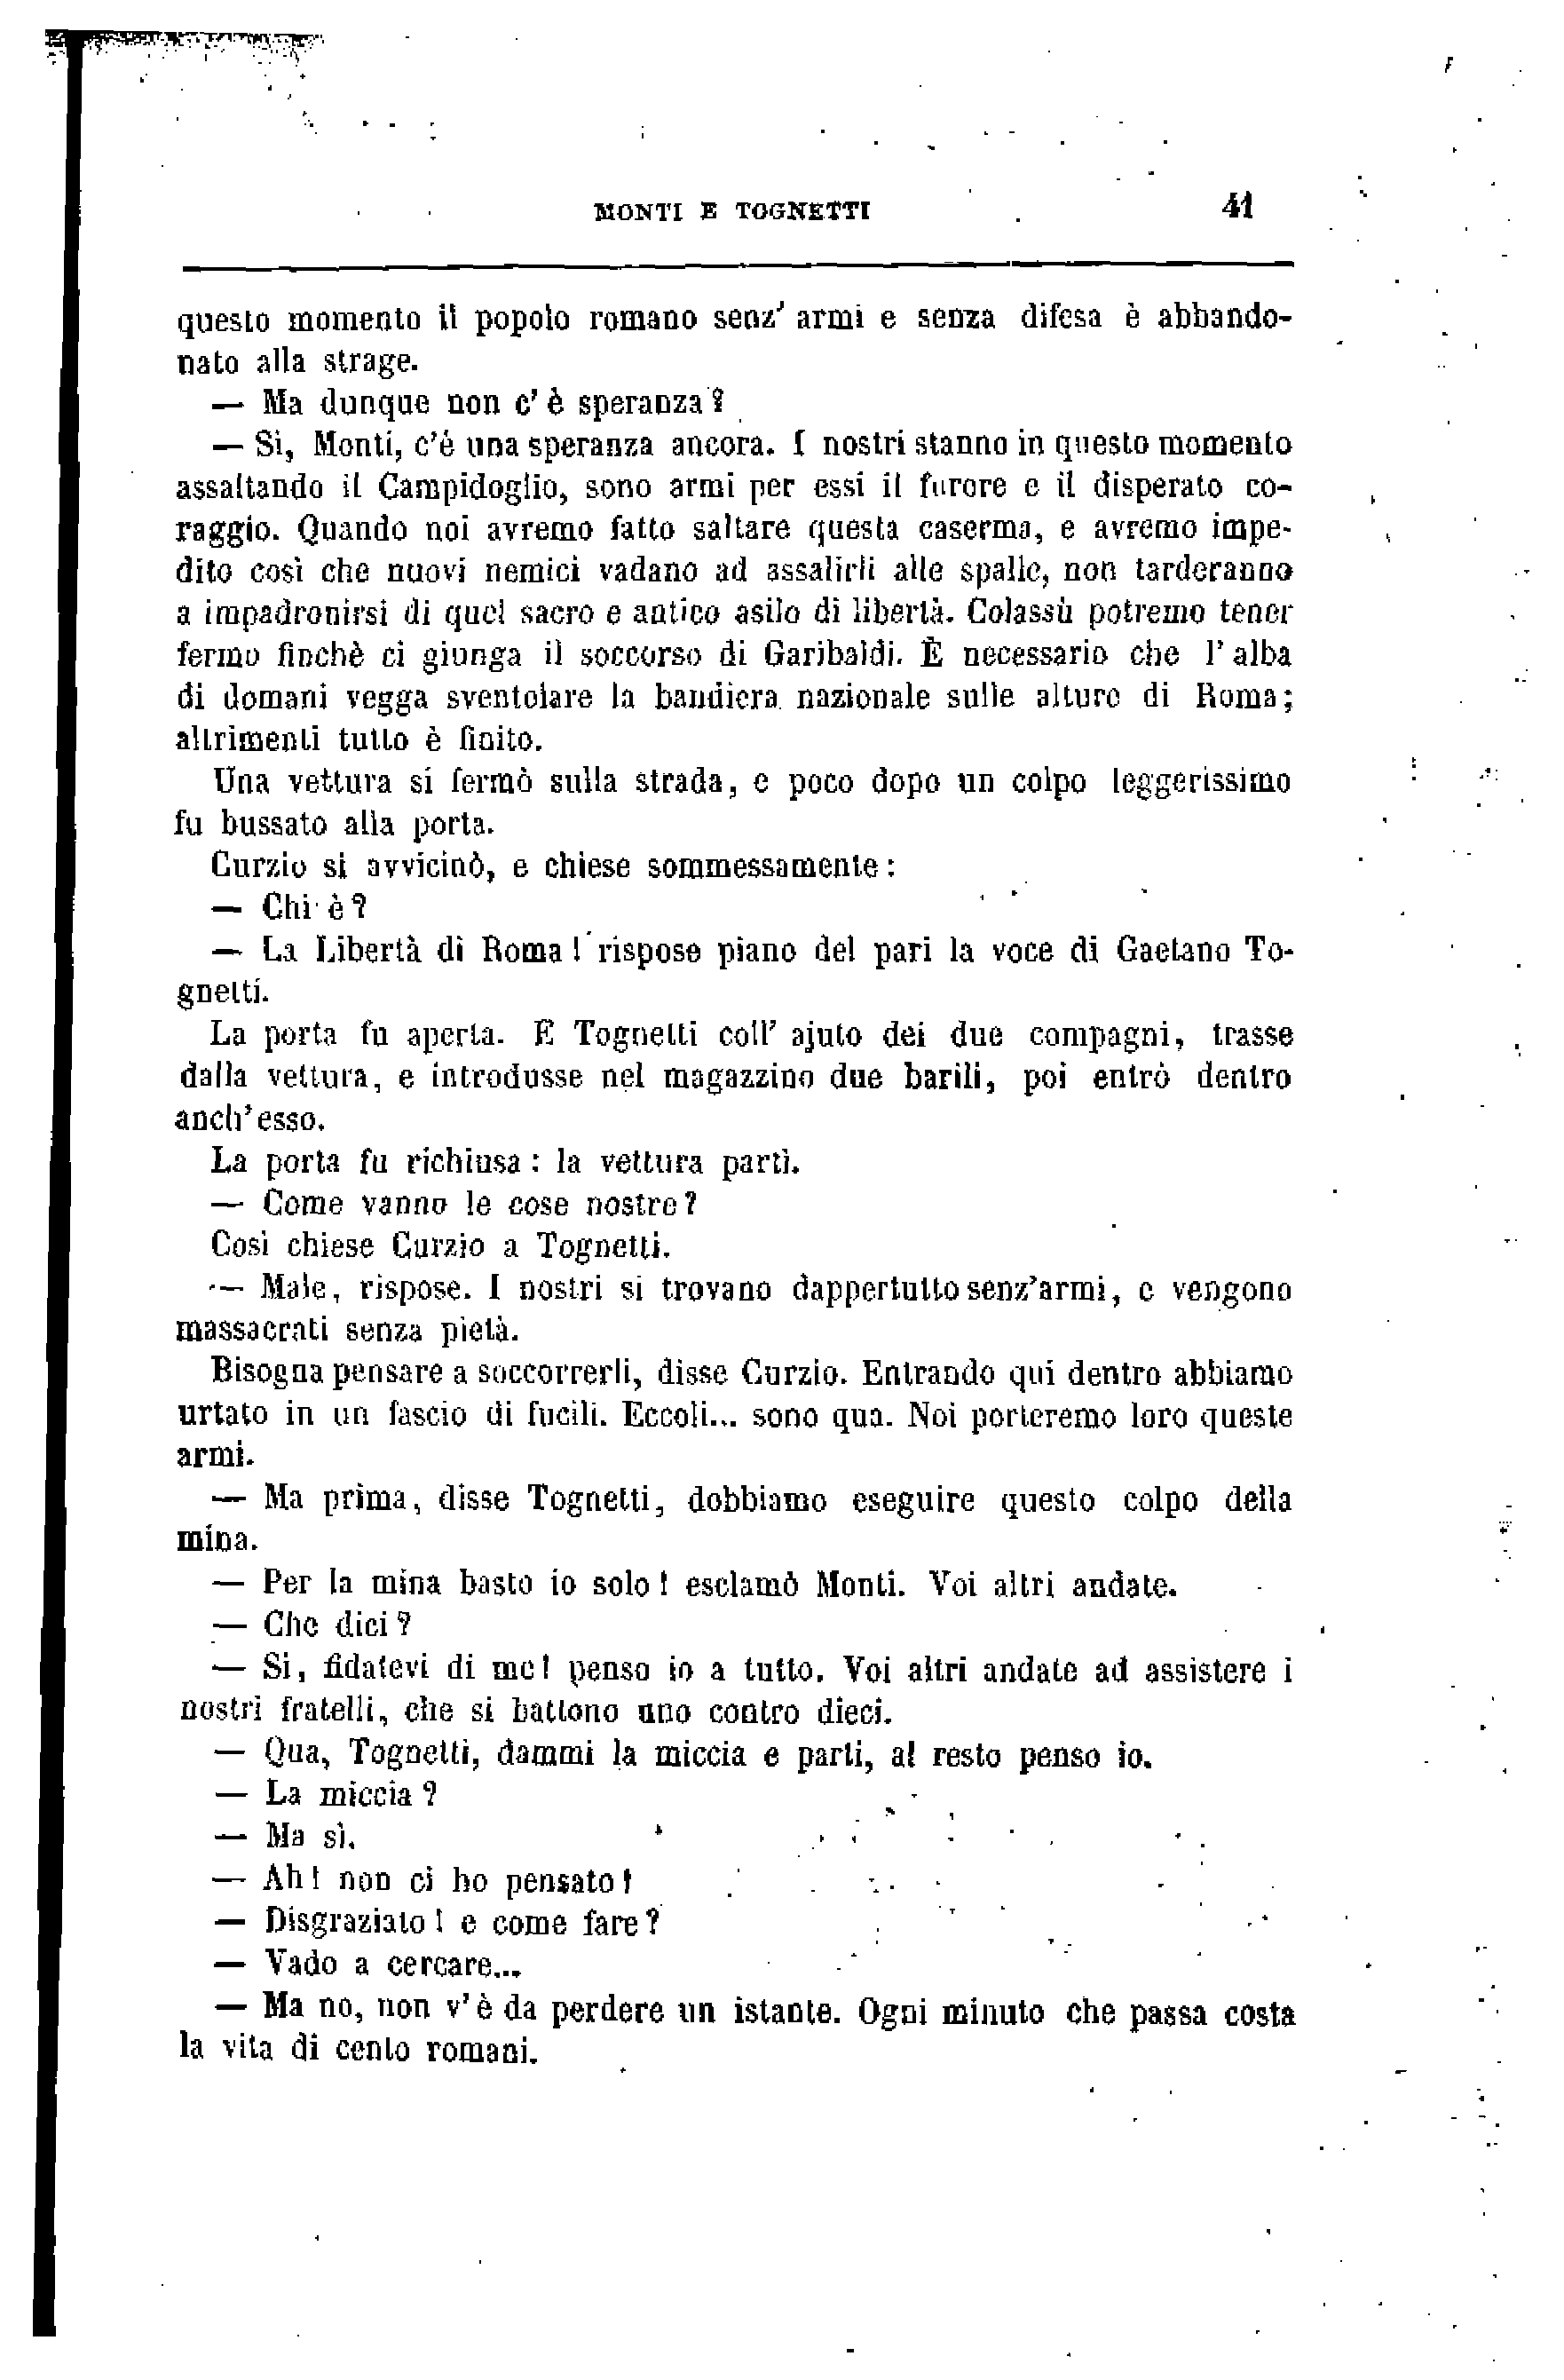 MONTI E TOGNETTI 41
questo momento il popolo romano senz' armi e senza difesa è abbando-
nato alla strage.
— Ma dunque non c' è speranza?
— Sì, Monti, c'è una speranza ancora. I nostri stanno in questo momento
assaltando il Campidoglio, sono armi per essi il furore e il disperato co-
raggio. Quando noi avremo fatto saltare questa caserma, e avremo impe-
dito così che nuovi nemici vadano ad assalirli alle spalle, non tarderanno
a impadronirsi di quel sacro e antico asilo di libertà. Colassù potremo tener
fermo finchè ci giunga il soccorso di Garibaldi. È necessario che l' alba
di domani vegga sventolare la bandiera nazionale sulle alture di Roma;
altrimenti tutto è finito.
Una vettura si fermò sulla strada, e poco dopo un colpo leggerissimo
fu bussato alla porta.
Curzio si avvicinò, e chiese sommessamente:
— Chi è?
— La Libertà di Roma! rispose piano del pari la voce di Gaetano To-
gnetti.
La porta fu aperta. E Tognetti coll' ajuto dei due compagni, trasse
dalla vettura, e introdusse nel magazzino due barili, poi entrò dentro
anch'esso.
La porta fu richiusa: la vettura partì.
— Come vanno le cose nostre?
Così chiese Curzio a Tognetti.
— Male, rispose. I nostri si trovano dappertutto senz'armi, e vengono
massacrati senza pietà.
Bisogna pensare a soccorrerli, disse Curzio. Entrando qui dentro abbiamo
urtato in un fascio di fucili. Eccoli... sono qua. Noi porteremo loro queste
armi.
— Ma prima, disse Tognetti, dobbiamo eseguire questo colpo della
mina.
— Per la mina basto io solo! esclamò Monti. Voi altri andate.
— Che dici?
— Si, fidatevi di me! penso io a tutto. Voi altri andate ad assistere i
nostri fratelli, che si battono uno contro dieci.
— Qua, Tognetti, dammi la miccia e parti, al resto penso io.
— La miccia?
— Ma sì.
— Ah! non ci ho pensato!
— Disgraziato! e come fare?
— Vado a cercare...
— Ma no, non v' è da perdere un istante. Ogni minuto che passa costa
la vita di cento romani.